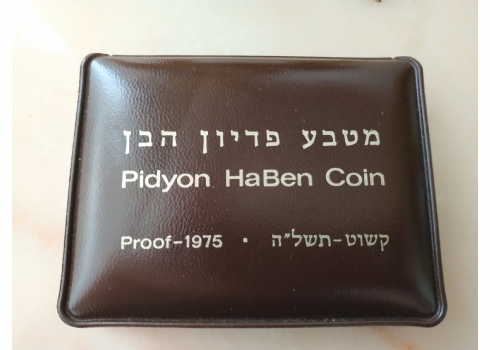 מטבע פדיון הבן
Pidyon HaBen Coin
Proof-1975 • קשוט-תשל"ה